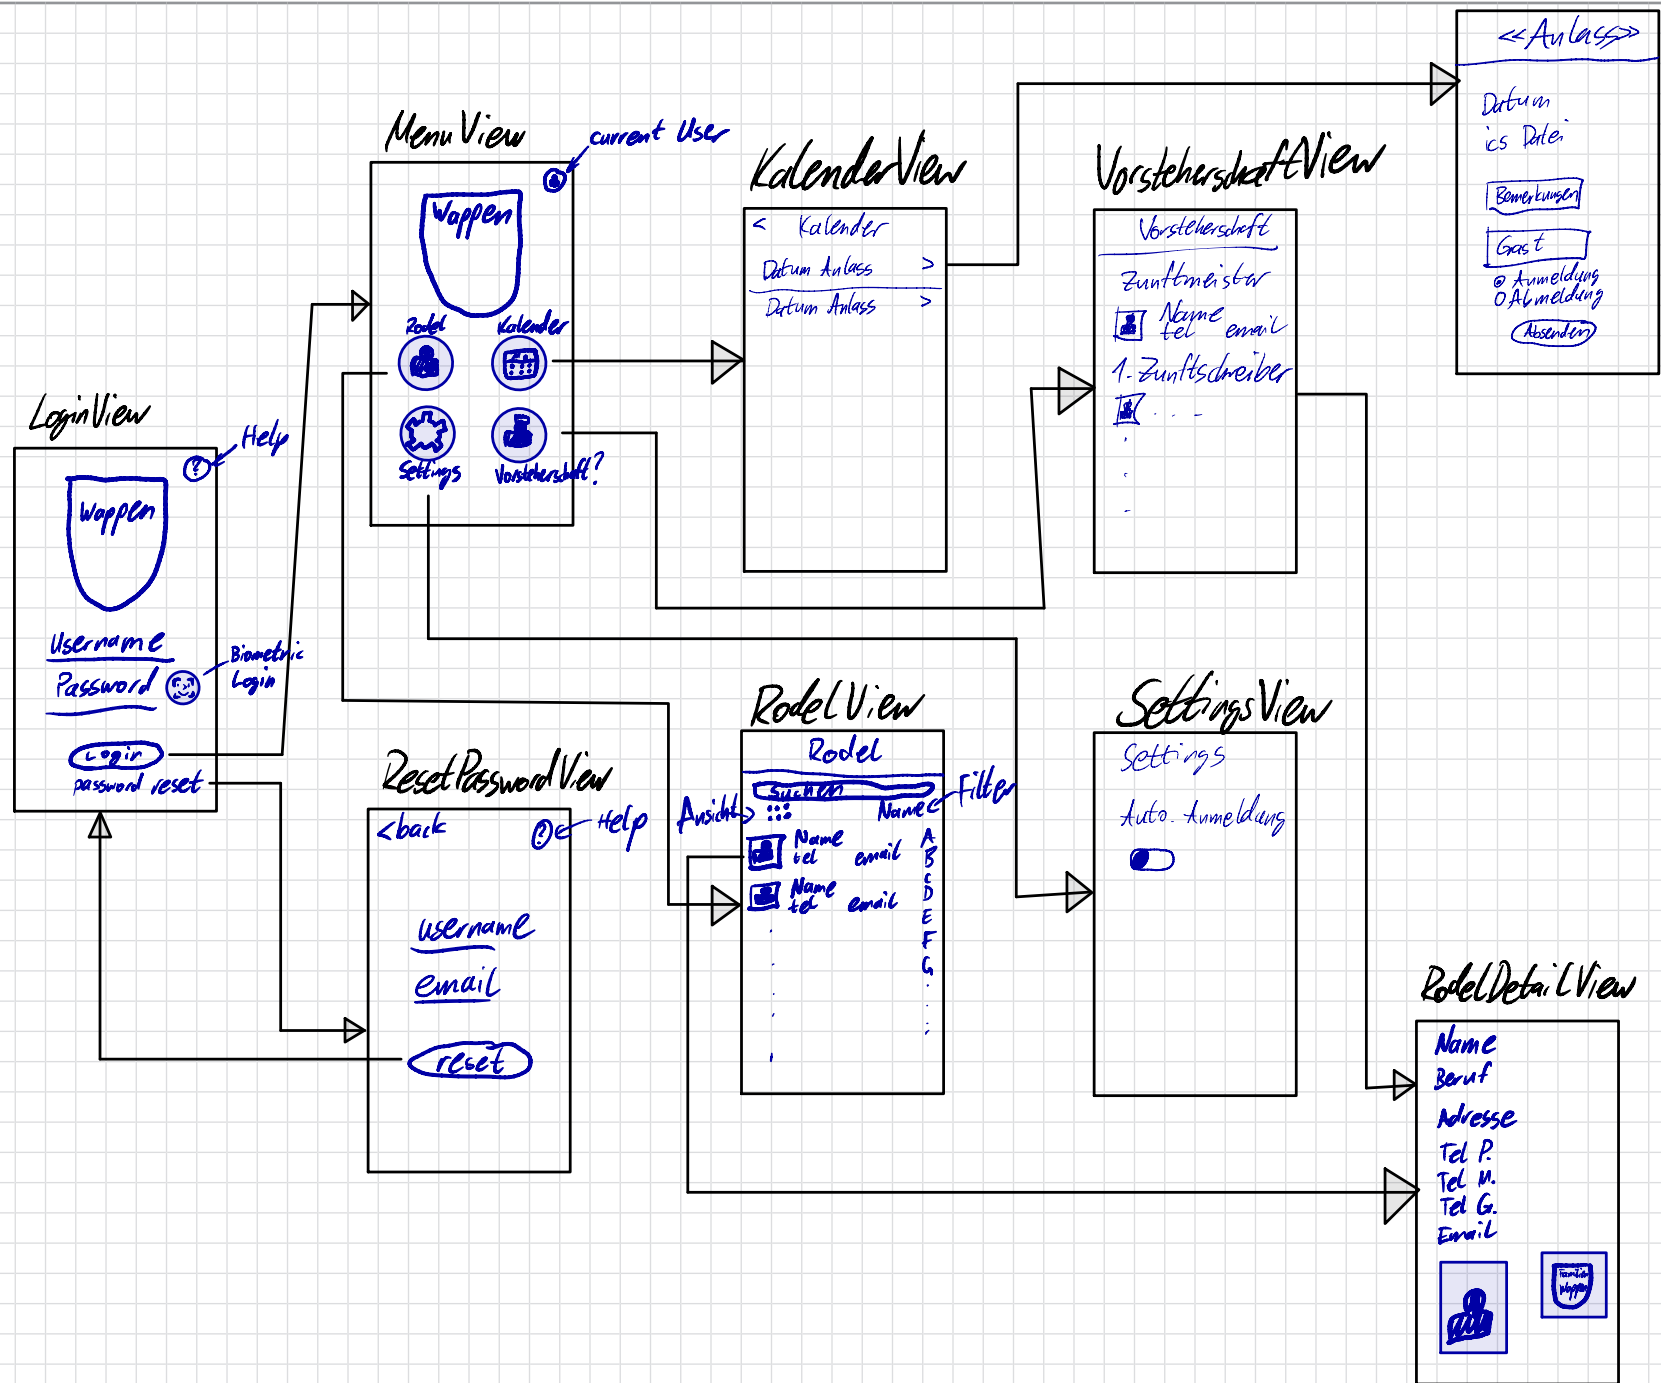 <<Anlass>>
Datum
ics Datei
Bemerkungen
Gast
Anmeldung
Abmeldung
Absenden
MenuView
current User
Wappen
Rodel
Kalender
Settings
Vorsteherschaft?
KalenderView
< Kalender
Datum Anlass >
Datum Anlass >
VorsteherschaftView
Vorsteherschaft
Zunftmeister
Name
tel email
1. Zunftschreiber
LoginView
Help
?
Wappen
Username
Password
Biometric
Login
Login
password reset
ResetPasswordView
<back
?
Help
username
email
reset
RodelView
Rodel
suchen
Ansicht
Name
Filter
Name
tel email
Name
tel email
A
B
C
D
E
F
G
SettingsView
Settings
Auto. Anmeldung
RodelDetailView
Name
Beruf
Adresse
Tel P.
Tel M.
Tel G.
Email
Familien
Wappen